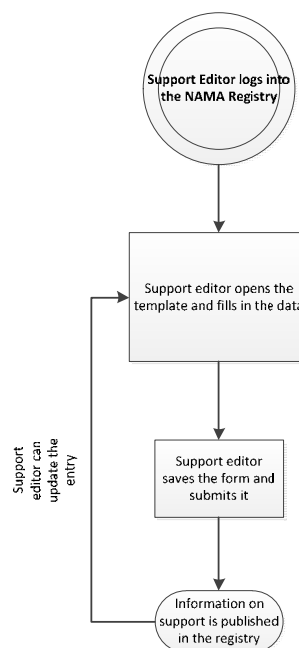 Support Editor logs into
the NAMA Registry
Support editor opens the
template and fills in the data
Support
editor can
update the
entry
Support editor
saves the form and
submits it
Information on
support is published
in the registry